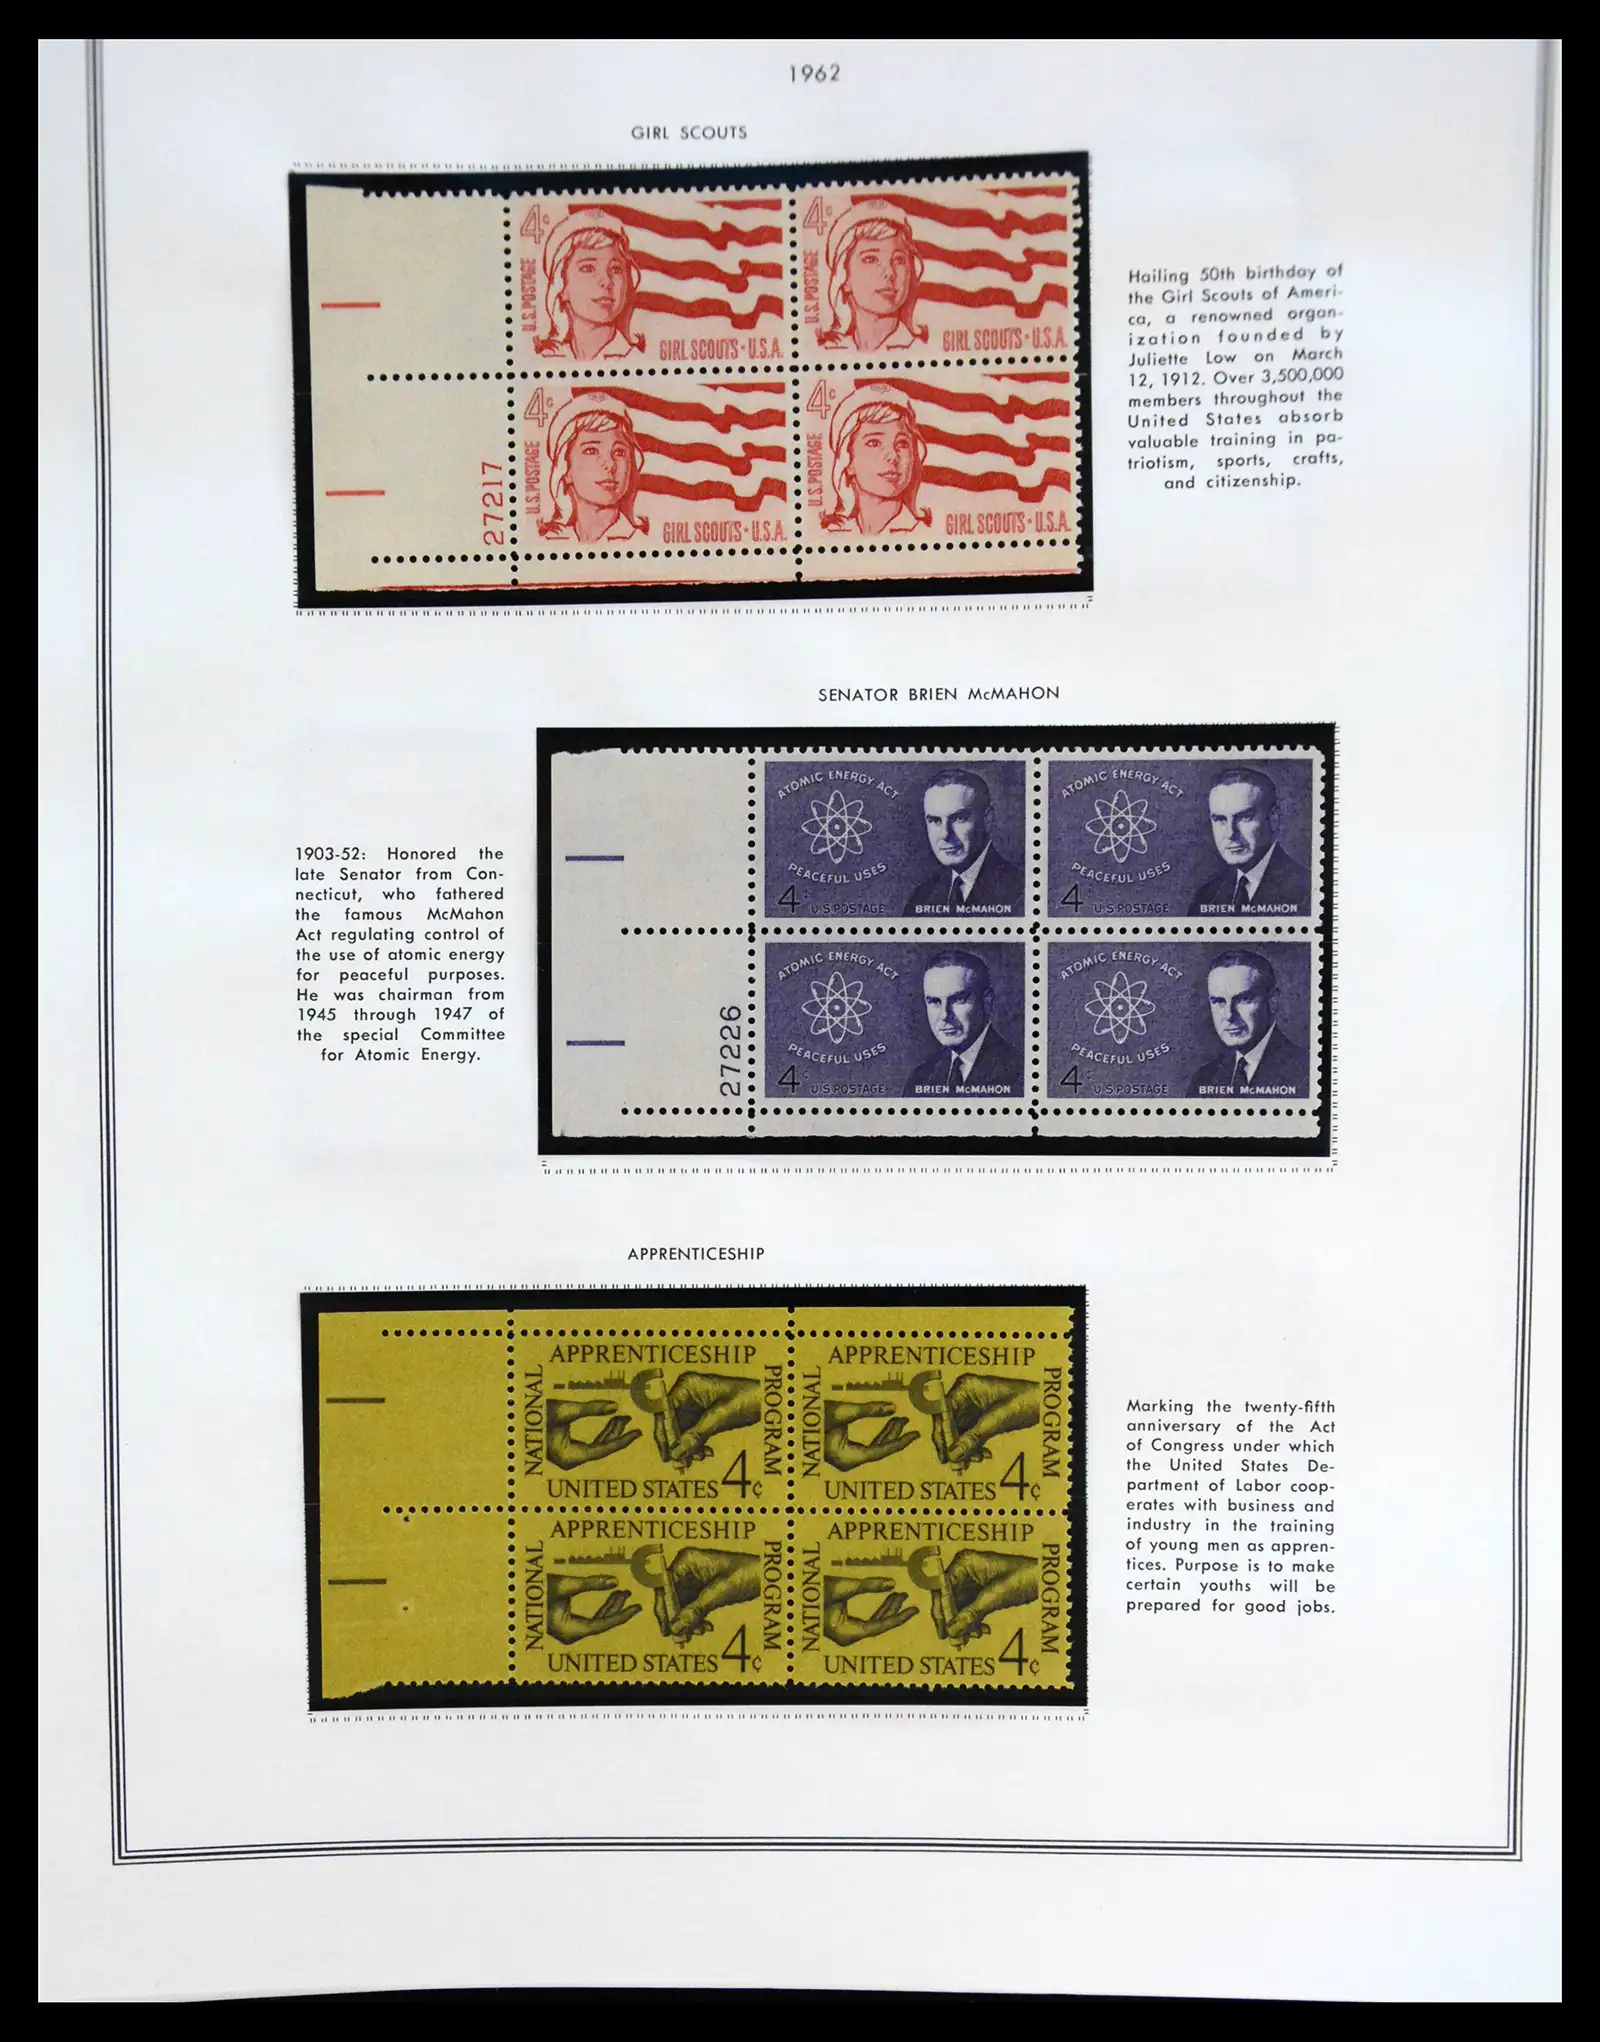 1962
GIRL SCOUTS
4c
U.S. POSTAGE
GIRL SCOUTS · U.S.A.
4c
U.S. POSTAGE
GIRL SCOUTS · U.S.A.
4c
U.S. POSTAGE
GIRL SCOUTS · U.S.A.
4c
U.S. POSTAGE
GIRL SCOUTS · U.S.A.
27217
Hailing 50th birthday of
the Girl Scouts of Ameri-
ca, a renowned organ-
ization founded by
Juliette Low on March
12, 1912. Over 3,500,000
members throughout the
United States absorb
valuable training in pa-
triotism, sports, crafts,
and citizenship.
SENATOR BRIEN McMAHON
1903-52: Honored the
late Senator from Con-
necticut, who fathered
the famous McMahon
Act regulating control of
the use of atomic energy
for peaceful purposes.
He was chairman from
1945 through 1947 of
the special Committee
for Atomic Energy.
ATOMIC ENERGY ACT
PEACEFUL USES
4c U.S. POSTAGE
BRIEN McMAHON
ATOMIC ENERGY ACT
PEACEFUL USES
4c U.S. POSTAGE
BRIEN McMAHON
ATOMIC ENERGY ACT
PEACEFUL USES
4c U.S. POSTAGE
BRIEN McMAHON
ATOMIC ENERGY ACT
PEACEFUL USES
4c U.S. POSTAGE
BRIEN McMAHON
27226
APPRENTICESHIP
NATIONAL
APPRENTICESHIP
PROGRAM
UNITED STATES 4¢
NATIONAL
APPRENTICESHIP
PROGRAM
UNITED STATES 4¢
NATIONAL
APPRENTICESHIP
PROGRAM
UNITED STATES 4¢
NATIONAL
APPRENTICESHIP
PROGRAM
UNITED STATES 4¢
Marking the twenty-fifth
anniversary of the Act
of Congress under which
the United States De-
partment of Labor coop-
erates with business and
industry in the training
of young men as appren-
tices. Purpose is to make
certain youths will be
prepared for good jobs.